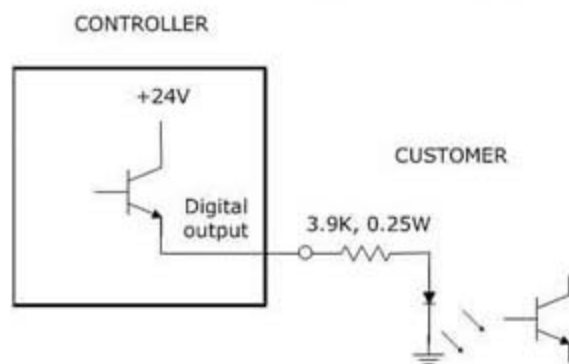 CONTROLLER
+24V
CUSTOMER
Digital
output
3.9K, 0.25W